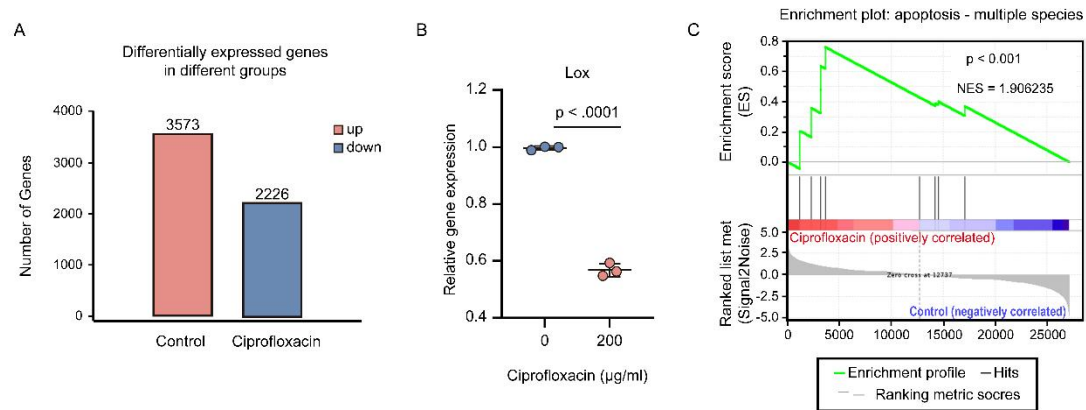 A
Differentially expressed genes
in different groups
Number of Genes
4000
3000
2000
1000
0
3573
2226
up
down
Control
Ciprofloxacin
B
Lox
p < .0001
Relative gene expression
1.2
1.0
0.8
0.6
0.4
0
200
Ciprofloxacin (µg/ml)
C
Enrichment plot: apoptosis - multiple species
Enrichment score
(ES)
0.8
0.6
0.4
0.2
0.0
p < 0.001
NES = 1.906235
Ranked list met
(Signal2Noise)
5.0
2.5
0.0
-2.5
-5.0
Ciprofloxacin (positively correlated)
Zero cross at 12737
Control (negatively correlated)
0
5000
10000
15000
20000
25000
Enrichment profile
Hits
Ranking metric socres